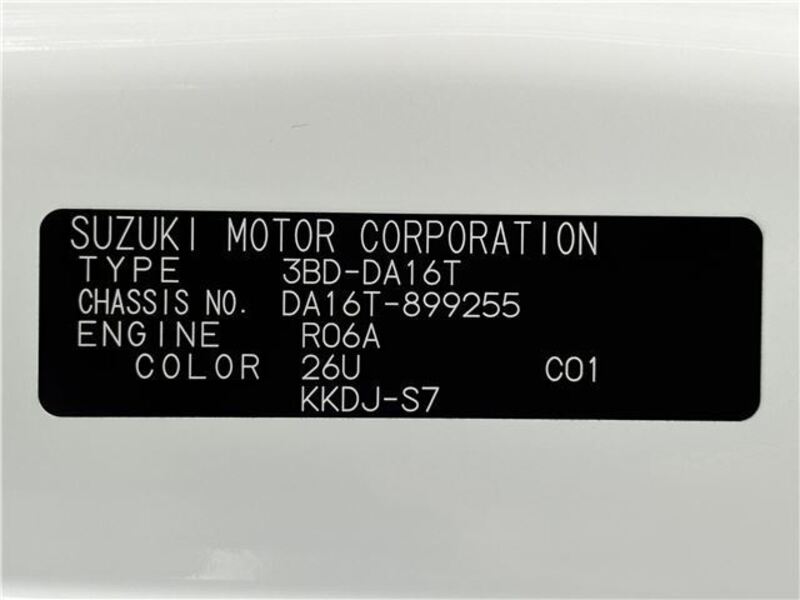 SUZUKI MOTOR CORPORATION
TYPE 3BD-DA16T
CHASSIS NO. DA16T-899255
ENGINE R06A
COLOR 26U C01
KKDJ-S7